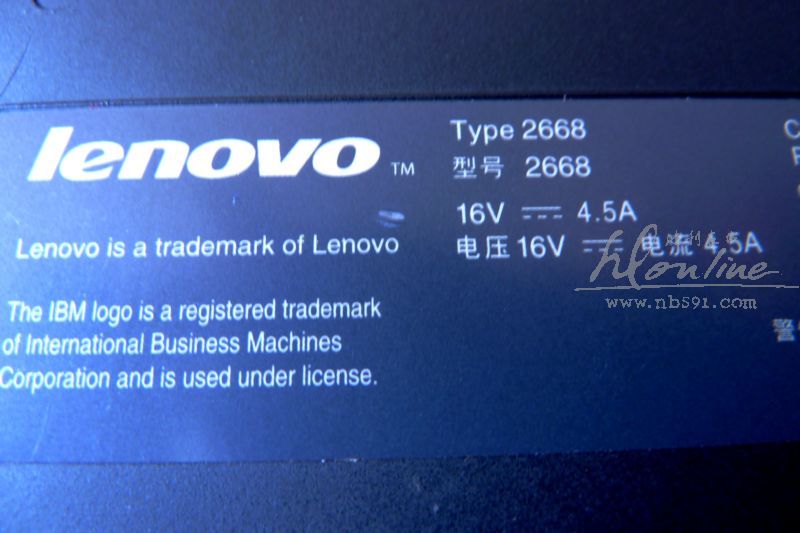 lenovo™
Lenovo is a trademark of Lenovo
The IBM logo is a registered trademark
of International Business Machines
Corporation and is used under license.
Type 2668
型号 2668
16V ⎓ 4.5A
电压 16V ⎓ 电流 4.5A
hlonline
www.nb591.com
警